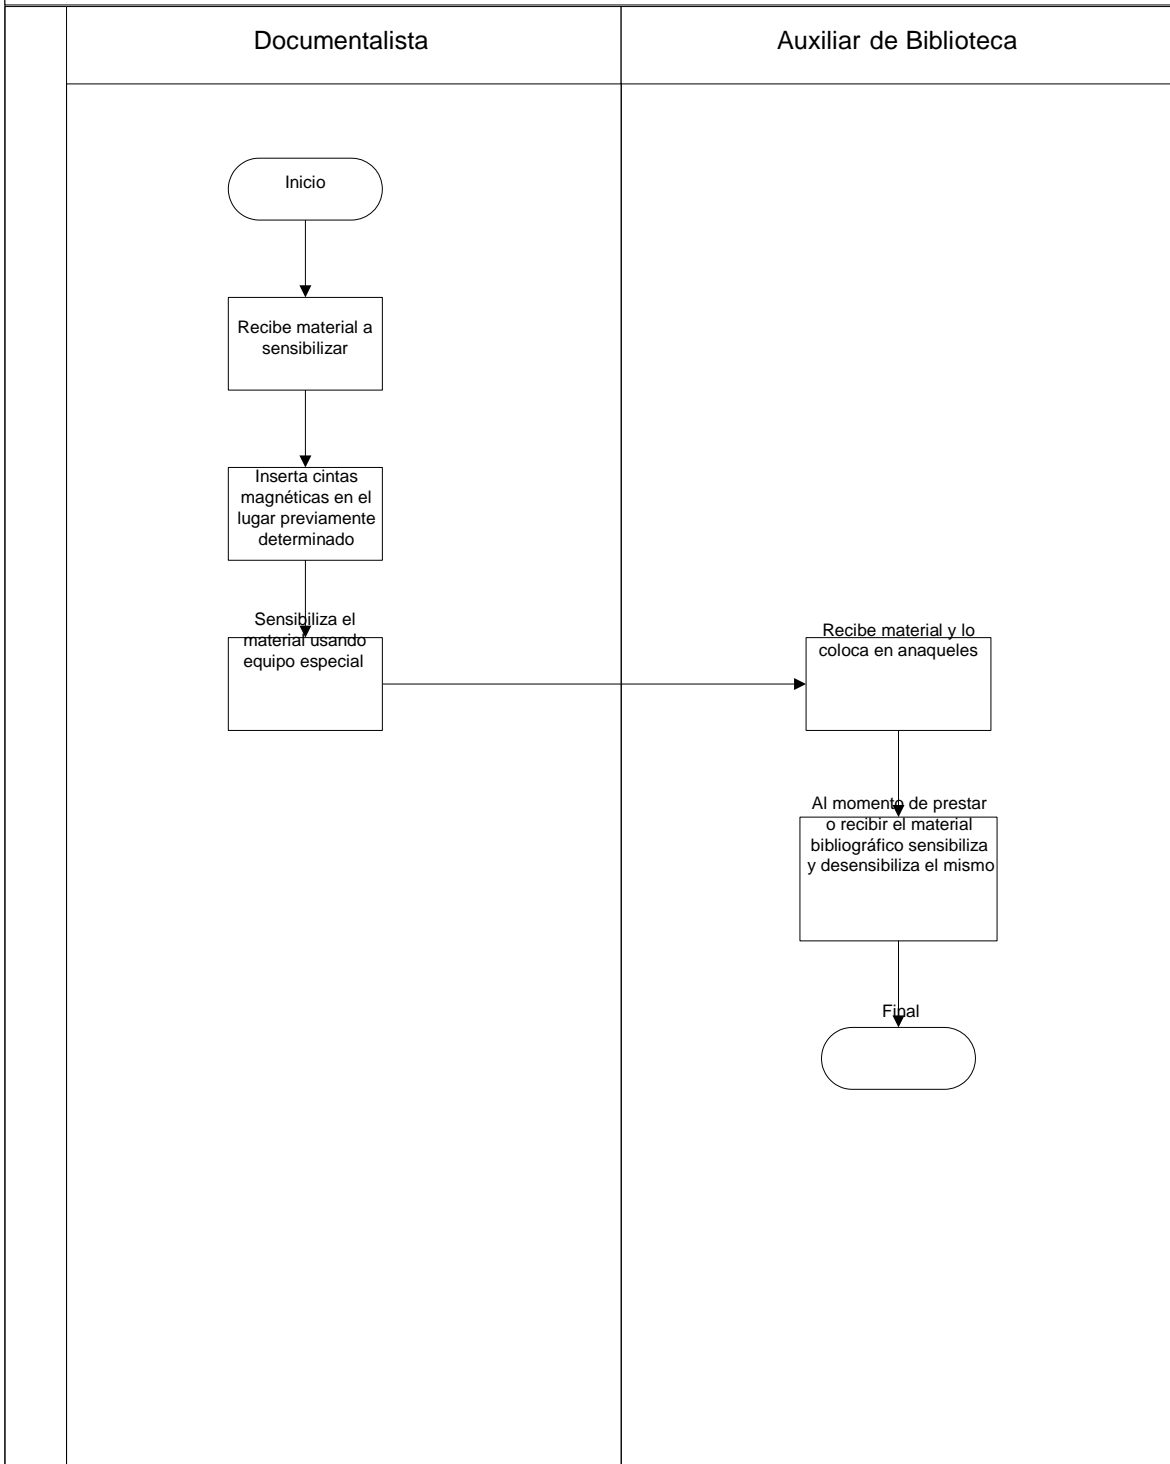 Documentalista
Auxiliar de Biblioteca
Inicio
Recibe material a
sensibilizar
Inserta cintas
magnéticas en el
lugar previamente
determinado
Sensibiliza el
material usando
equipo especial
Recibe material y lo
coloca en anaqueles
Al momento de prestar
o recibir el material
bibliográfico sensibiliza
y desensibiliza el mismo
Final